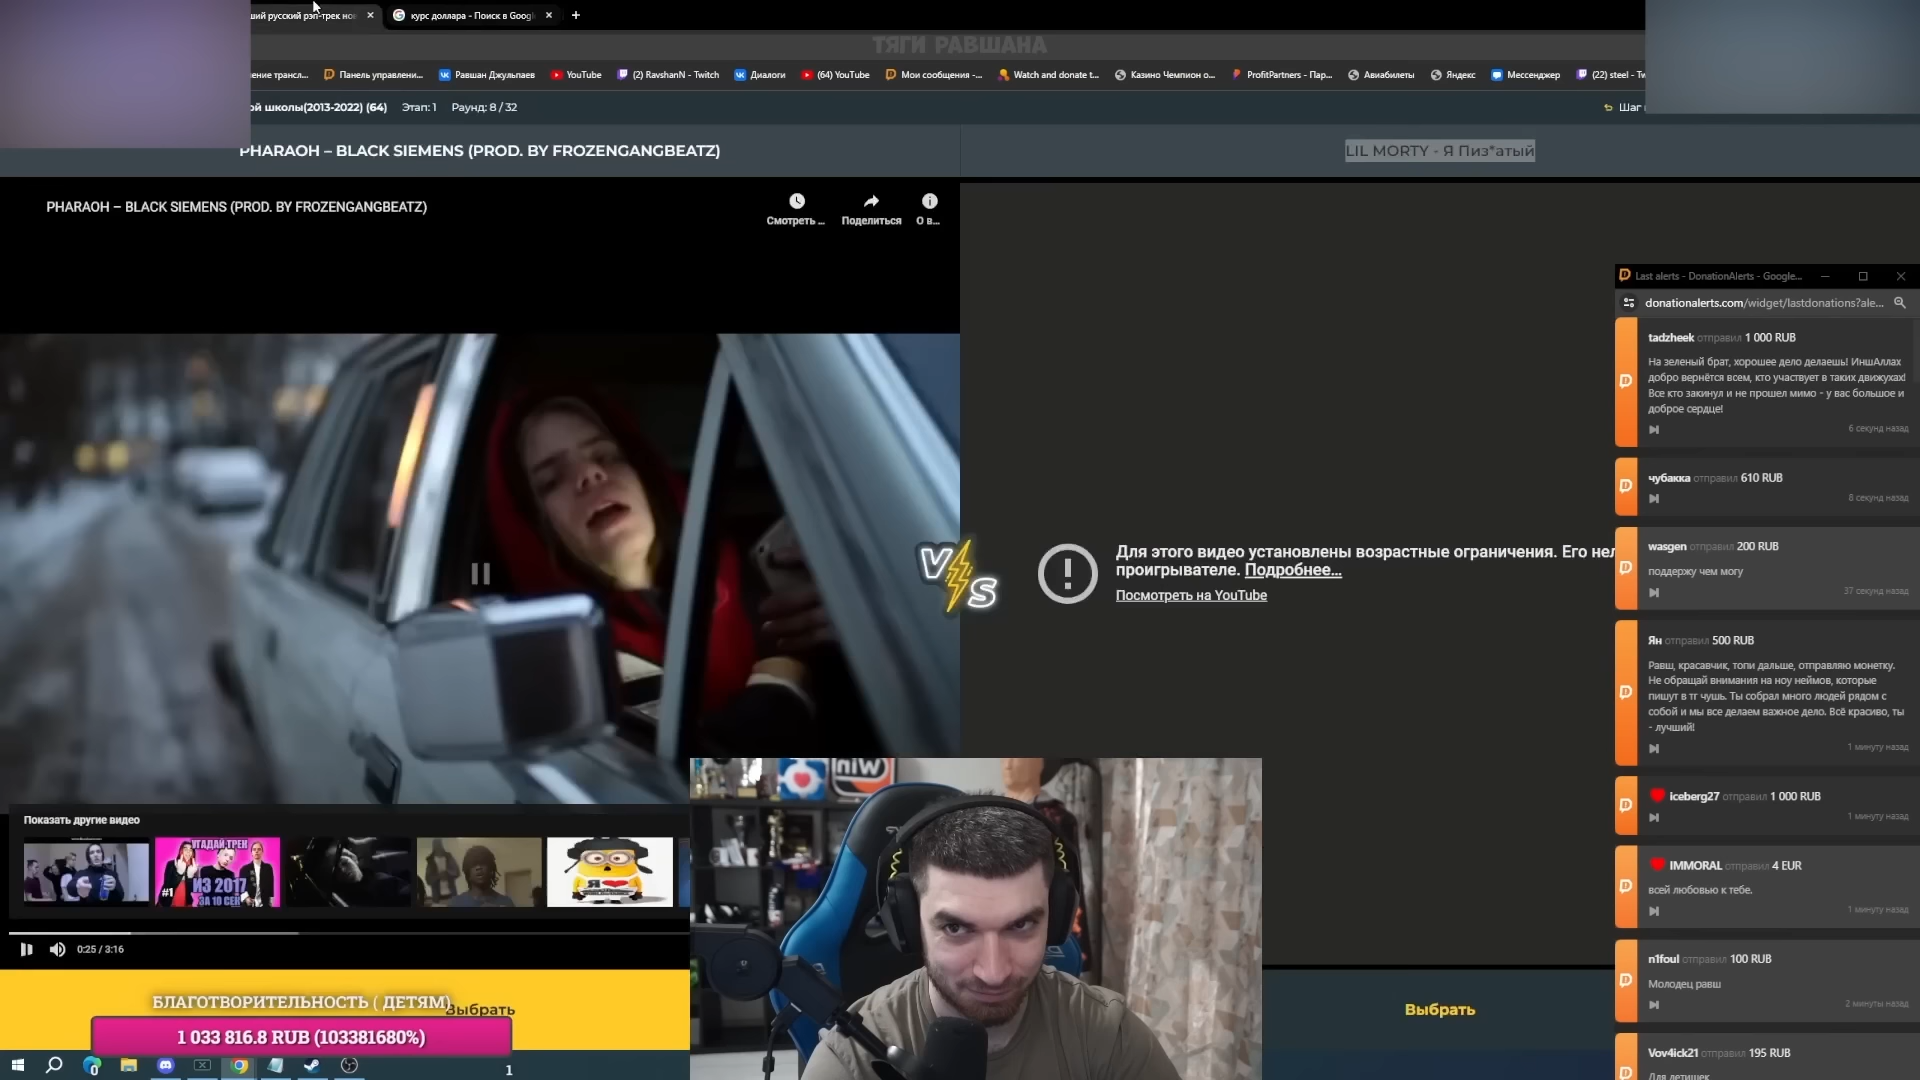 ший русский рэп-трек нов
курс доллара - Поиск в Googl
ТЯГИ РАВШАНА
ение трансл...
Панель управлени...
Равшан Джульпаев
YouTube
(2) RavshanN - Twitch
Диалоги
(64) YouTube
Мои сообщения -...
Watch and donate t...
Казино Чемпион о...
ProfitPartners - Пар...
Авиабилеты
Яндекс
Мессенджер
(22) steel - Tw
ой школы(2013-2022) (64)
Этап: 1
Раунд: 8 / 32
Шаг
PHARAOH – BLACK SIEMENS (PROD. BY FROZENGANGBEATZ)
LIL MORTY - Я Пиз*атый
PHARAOH – BLACK SIEMENS (PROD. BY FROZENGANGBEATZ)
Смотреть ...
Поделиться
О в...
VS
Для этого видео установлены возрастные ограничения. Его нел
проигрывателе. Подробнее...
Посмотреть на YouTube
Last alerts - DonationAlerts - Google...
donationalerts.com/widget/lastdonations?ale...
tadzheek отправил 1 000 RUB
На зеленый брат, хорошее дело делаешь! ИншАллах
добро вернётся всем, кто участвует в таких движухах!
Все кто закинул и не прошел мимо - у вас большое и
доброе сердце!
6 секунд назад
чубакка отправил 610 RUB
8 секунд назад
wasgen отправил 200 RUB
поддержу чем могу
37 секунд назад
Ян отправил 500 RUB
Равш, красавчик, топи дальше, отправляю монетку.
Не обращай внимания на ноу неймов, которые
пишут в тг чушь. Ты собрал много людей рядом с
собой и мы все делаем важное дело. Всё красиво, ты
- лучший!
1 минуту назад
iceberg27 отправил 1 000 RUB
1 минуту назад
IMMORAL отправил 4 EUR
всей любовью к тебе.
1 минуту назад
n1foul отправил 100 RUB
Молодец равш
2 минуты назад
Vov4ick21 отправил 195 RUB
Для детишек
Показать другие видео
УГАДАЙ ТРЕК
#1
ИЗ 2017
ЗА 10 СЕК
Я
Win
0:25 / 3:16
БЛАГОТВОРИТЕЛЬНОСТЬ ( ДЕТЯМ)
Выбрать
1 033 816.8 RUB (103381680%)
Выбрать
1